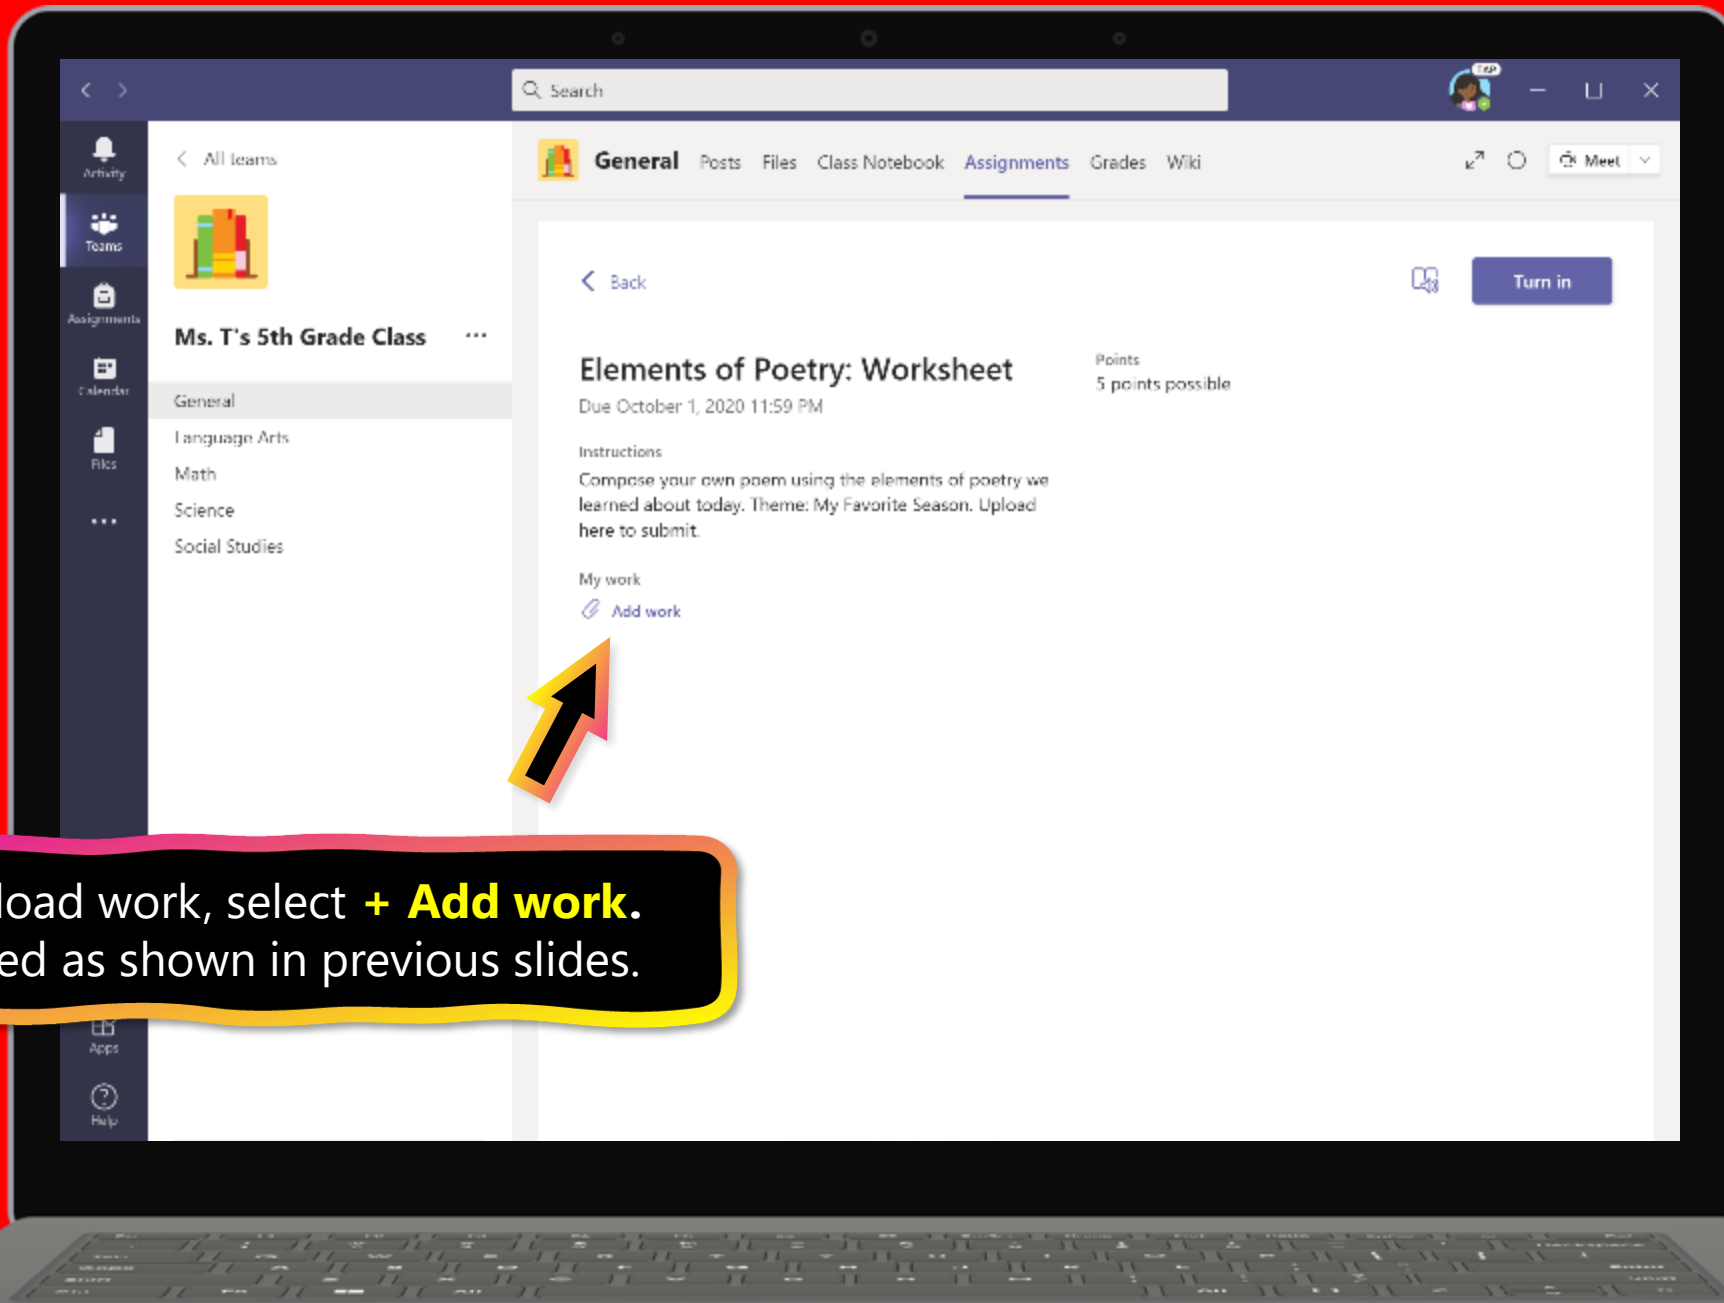 Search
TAP
Activity
Teams
Assignments
Calendar
Files
Apps
Help
All teams
Ms. T's 5th Grade Class
General
Language Arts
Math
Science
Social Studies
General Posts Files Class Notebook Assignments Grades Wiki
Meet
Back
Turn in
Elements of Poetry: Worksheet
Due October 1, 2020 11:59 PM
Points
5 points possible
Instructions
Compose your own poem using the elements of poetry we
learned about today. Theme: My Favorite Season. Upload
here to submit.
My work
Add work
load work, select + Add work.
ed as shown in previous slides.